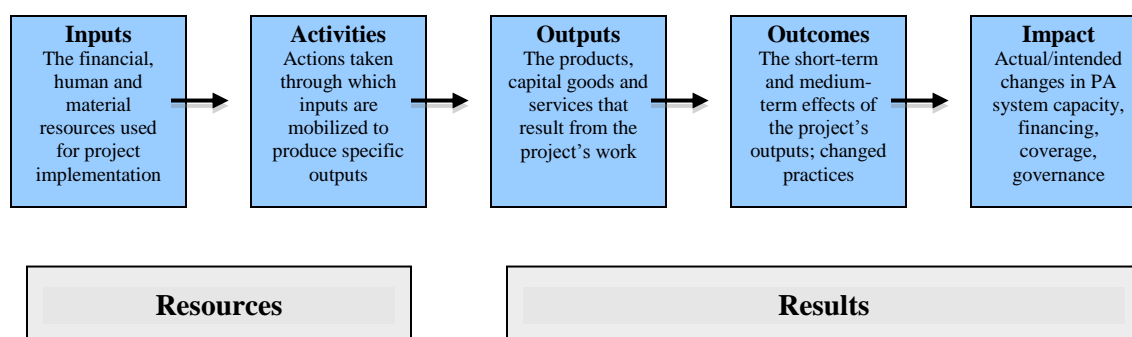 Inputs
The financial,
human and
material
resources used
for project
implementation
Activities
Actions taken
through which
inputs are
mobilized to
produce specific
outputs
Outputs
The products,
capital goods and
services that
result from the
project’s work
Outcomes
The short-term
and medium-
term effects of
the project’s
outputs; changed
practices
Impact
Actual/intended
changes in PA
system capacity,
financing,
coverage,
governance
Resources
Results